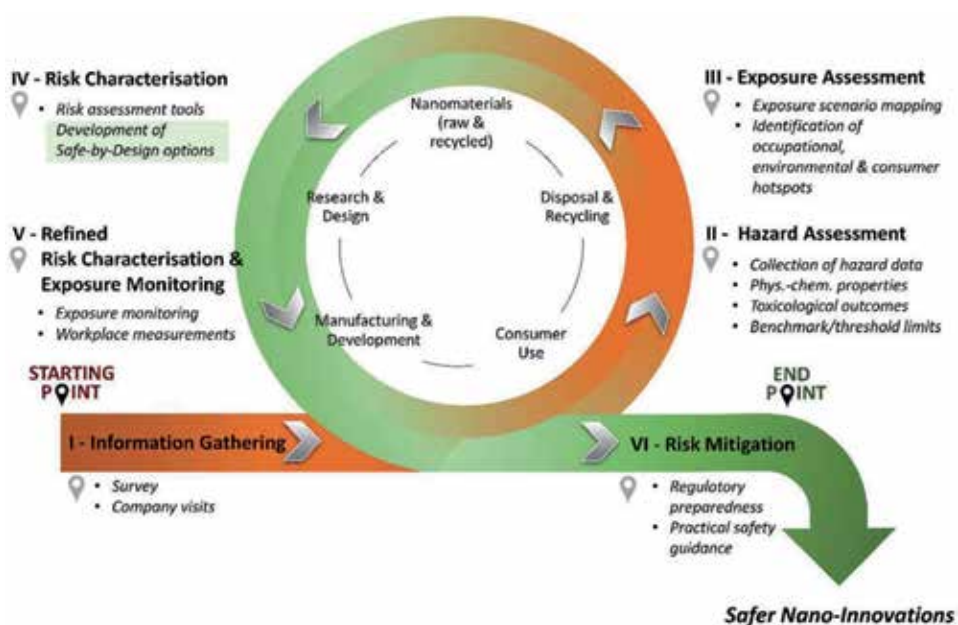 IV - Risk Characterisation
• Risk assessment tools
Development of
Safe-by-Design options
V - Refined
Risk Characterisation &
Exposure Monitoring
• Exposure monitoring
• Workplace measurements
STARTING
POINT
I - Information Gathering
• Survey
• Company visits
Nanomaterials
(raw &
recycled)
Research &
Design
Disposal &
Recycling
Manufacturing &
Development
Consumer
Use
III - Exposure Assessment
• Exposure scenario mapping
• Identification of
occupational,
environmental & consumer
hotspots
II - Hazard Assessment
• Collection of hazard data
• Phys.-chem. properties
• Toxicological outcomes
• Benchmark/threshold limits
END
POINT
VI - Risk Mitigation
• Regulatory
preparedness
• Practical safety
guidance
Safer Nano-Innovations